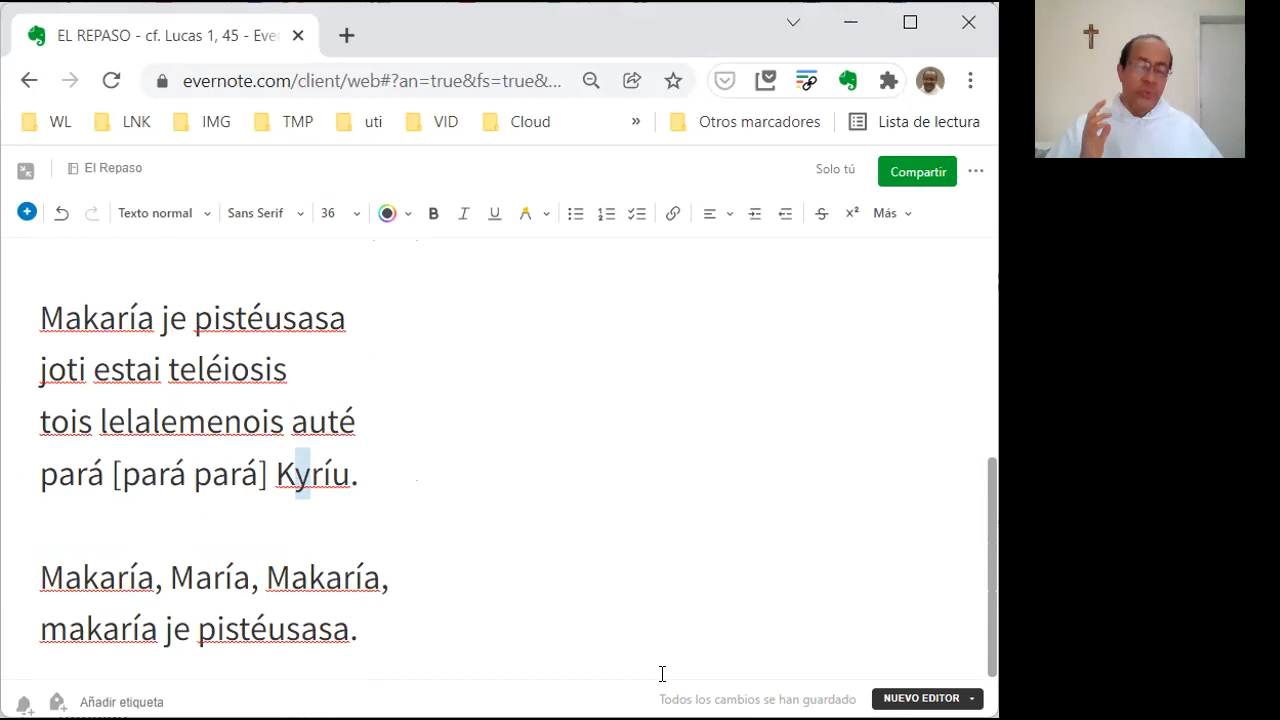 EL REPASO - cf. Lucas 1, 45 - Eve
evernote.com/client/web#?an=true&fs=true&...
WL LNK IMG TMP uti VID Cloud » Otros marcadores Lista de lectura
El Repaso Solo tú Compartir
Texto normal Sans Serif 36 B I U A Más
Makaría je pistéusasa
joti estai teléiosis
tois lelalemenois auté
pará [pará pará] Kyríu.
Makaría, María, Makaría,
makaría je pistéusasa.
Añadir etiqueta Todos los cambios se han guardado NUEVO EDITOR